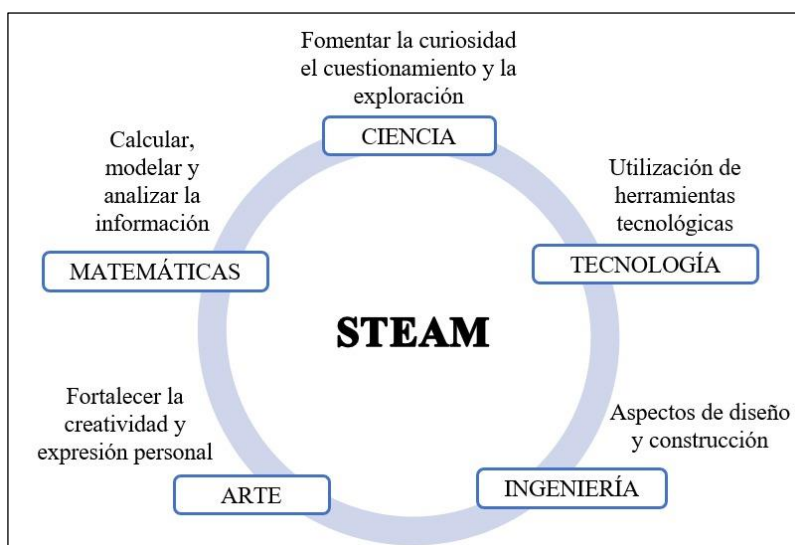 Fomentar la curiosidad
el cuestionamiento y la
exploración
CIENCIA
Calcular,
modelar y
analizar la
información
MATEMÁTICAS
Utilización de
herramientas
tecnológicas
TECNOLOGÍA
STEAM
Fortalecer la
creatividad y
expresión personal
ARTE
Aspectos de diseño
y construcción
INGENIERÍA